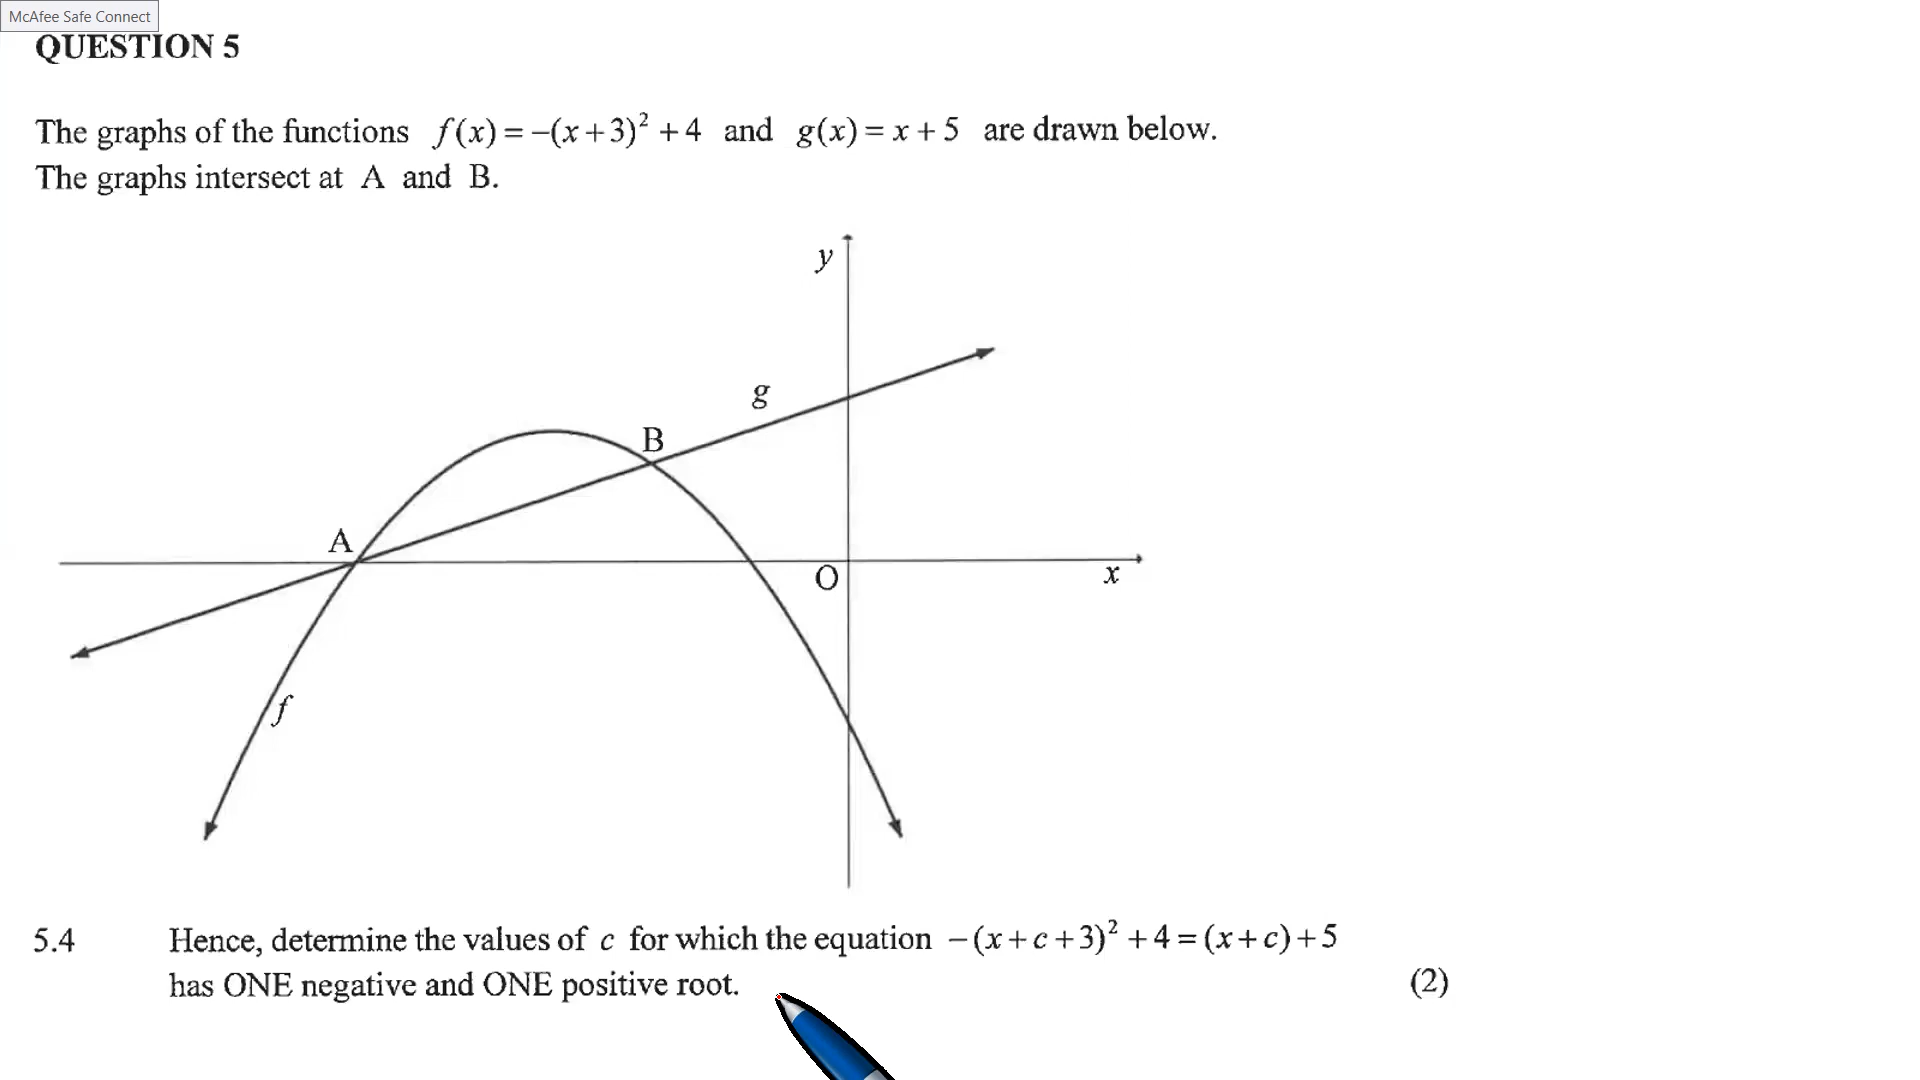 McAfee Safe Connect
QUESTION 5
The graphs of the functions f(x) = −(x+3)² + 4 and g(x) = x + 5 are drawn below.
The graphs intersect at A and B.
y
g
B
A
O
x
f
5.4 Hence, determine the values of c for which the equation −(x+c+3)² + 4 = (x+c) + 5
has ONE negative and ONE positive root. (2)